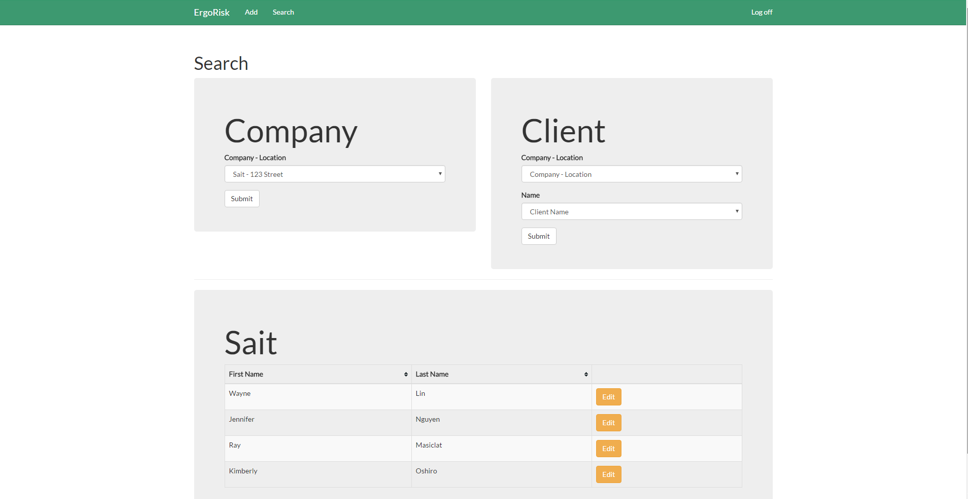 ErgoRisk Add Search Log off
Search
Company
Company - Location
Sait - 123 Street
Submit
Client
Company - Location
Company - Location
Name
Client Name
Submit
Sait
First Name Last Name
Wayne Lin Edit
Jennifer Nguyen Edit
Ray Masiclat Edit
Kimberly Oshiro Edit